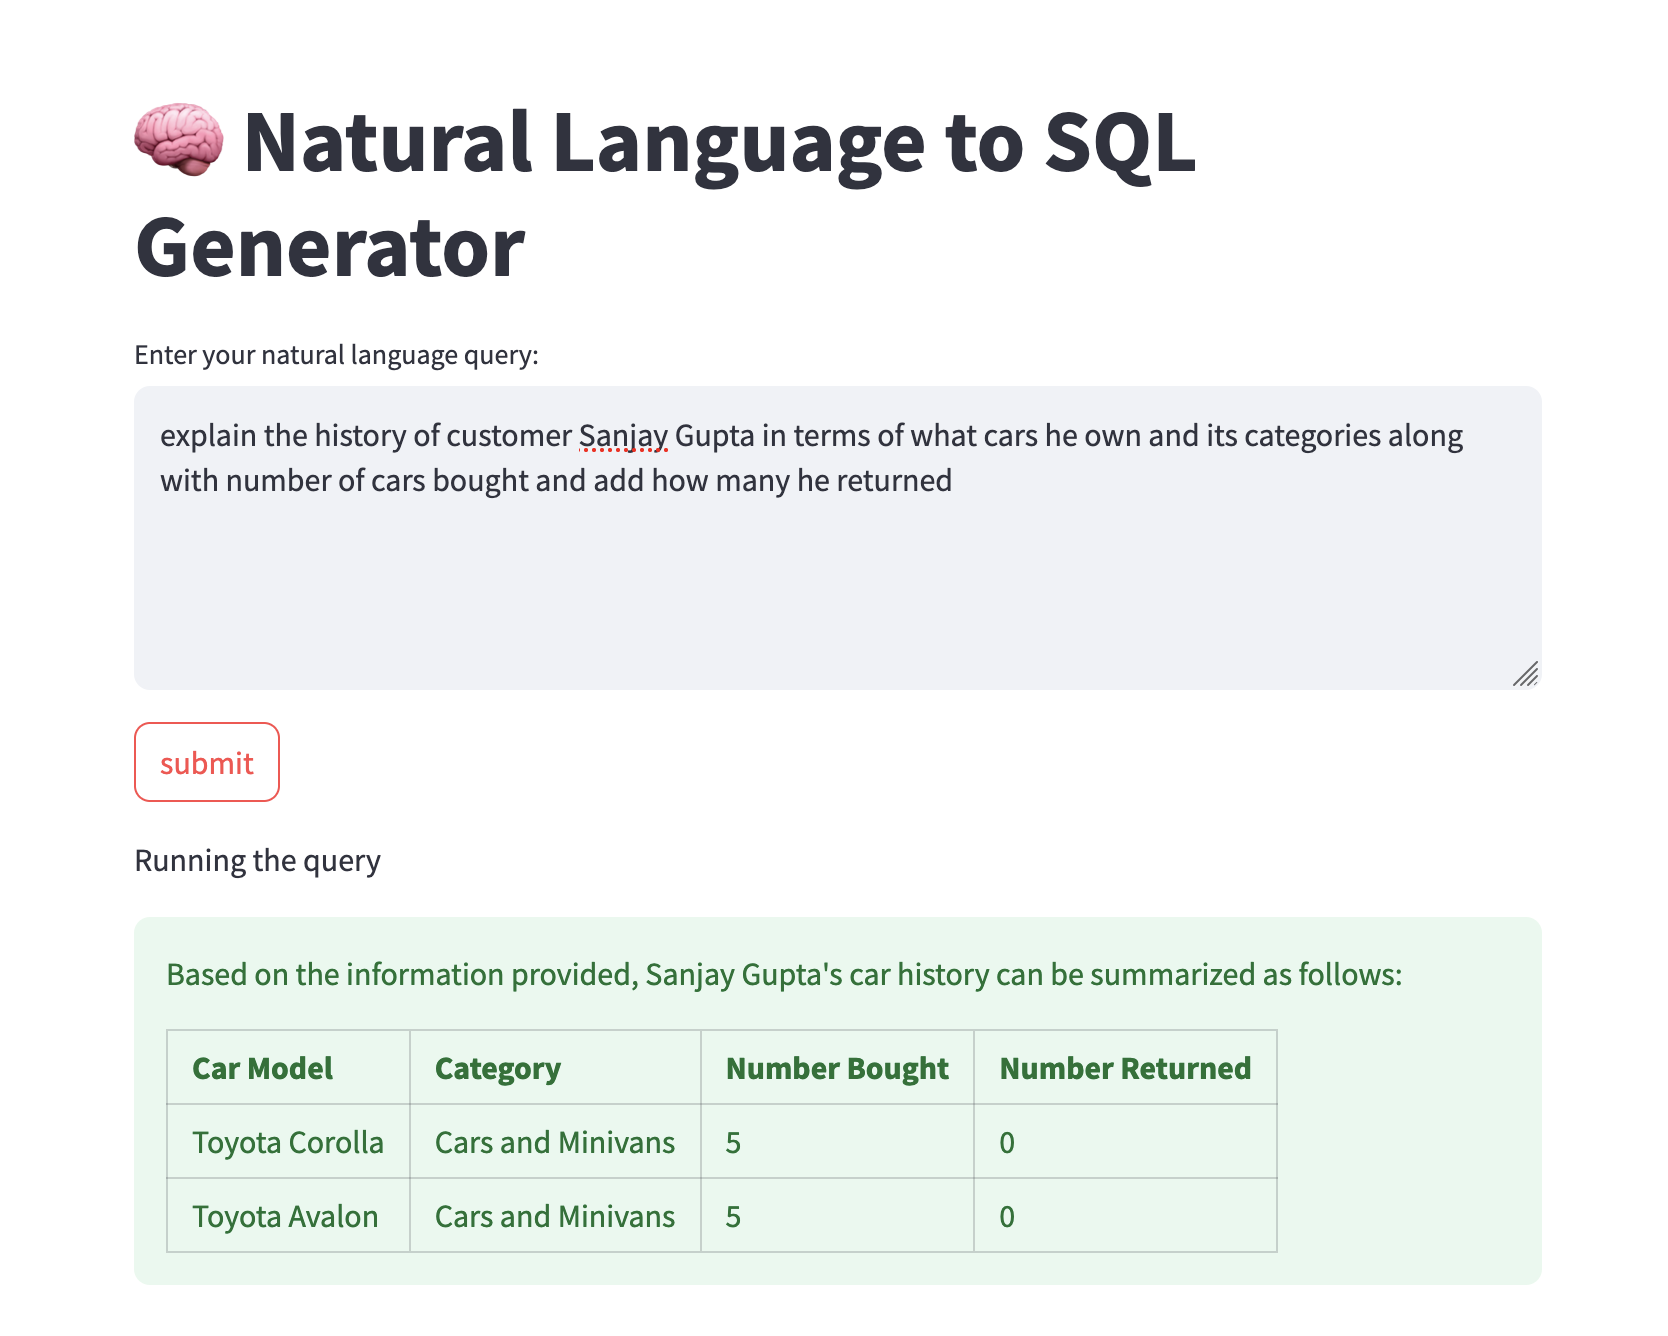 🧠 Natural Language to SQL
Generator
Enter your natural language query:
explain the history of customer Sanjay Gupta in terms of what cars he own and its categories along
with number of cars bought and add how many he returned
submit
Running the query
Based on the information provided, Sanjay Gupta's car history can be summarized as follows:
Car Model Category Number Bought Number Returned
Toyota Corolla Cars and Minivans 5 0
Toyota Avalon Cars and Minivans 5 0